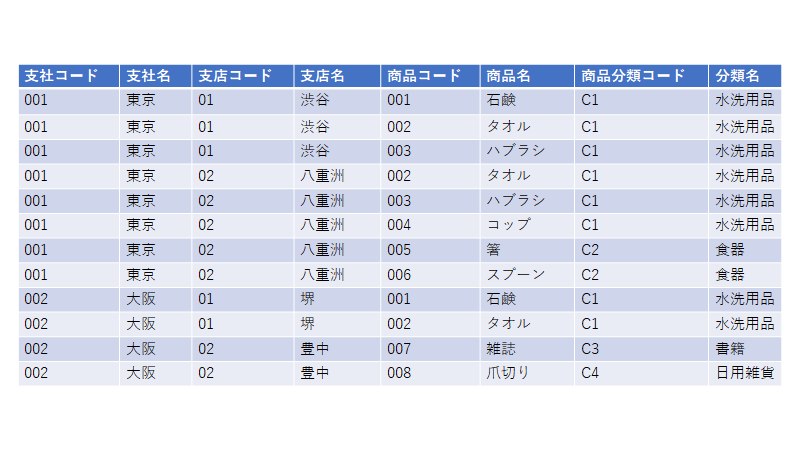 支社コード 支社名 支店コード 支店名 商品コード 商品名 商品分類コード 分類名
001 東京 01 渋谷 001 石鹸 C1 水洗用品
001 東京 01 渋谷 002 タオル C1 水洗用品
001 東京 01 渋谷 003 ハブラシ C1 水洗用品
001 東京 02 八重洲 002 タオル C1 水洗用品
001 東京 02 八重洲 003 ハブラシ C1 水洗用品
001 東京 02 八重洲 004 コップ C1 水洗用品
001 東京 02 八重洲 005 箸 C2 食器
001 東京 02 八重洲 006 スプーン C2 食器
002 大阪 01 堺 001 石鹸 C1 水洗用品
002 大阪 01 堺 002 タオル C1 水洗用品
002 大阪 02 豊中 007 雑誌 C3 書籍
002 大阪 02 豊中 008 爪切り C4 日用雑貨